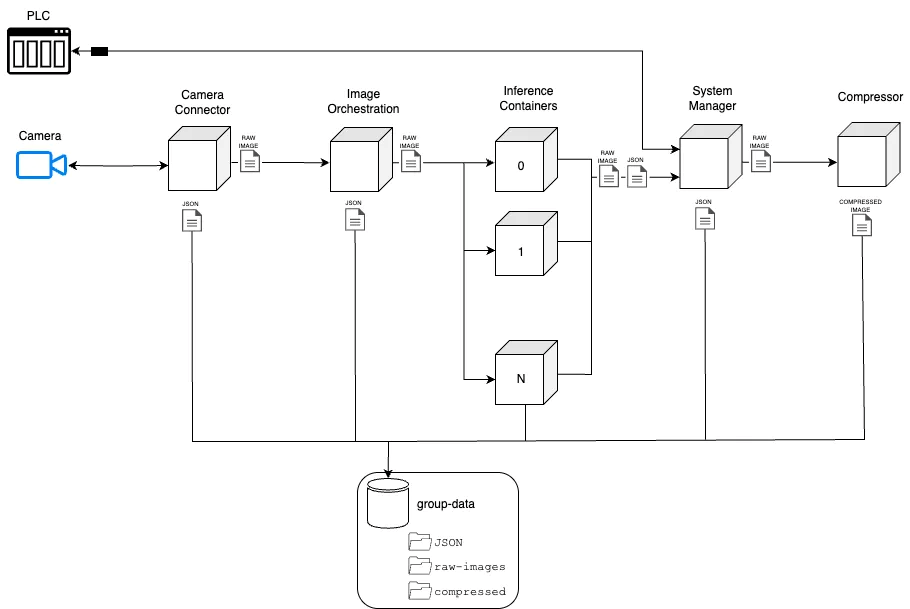 PLC
Camera
Camera
Connector
RAW
IMAGE
Image
Orchestration
RAW
IMAGE
Inference
Containers
0
1
N
RAW
IMAGE
JSON
System
Manager
RAW
IMAGE
Compressor
JSON
JSON
JSON
COMPRESSED
IMAGE
group-data
JSON
raw-images
compressed